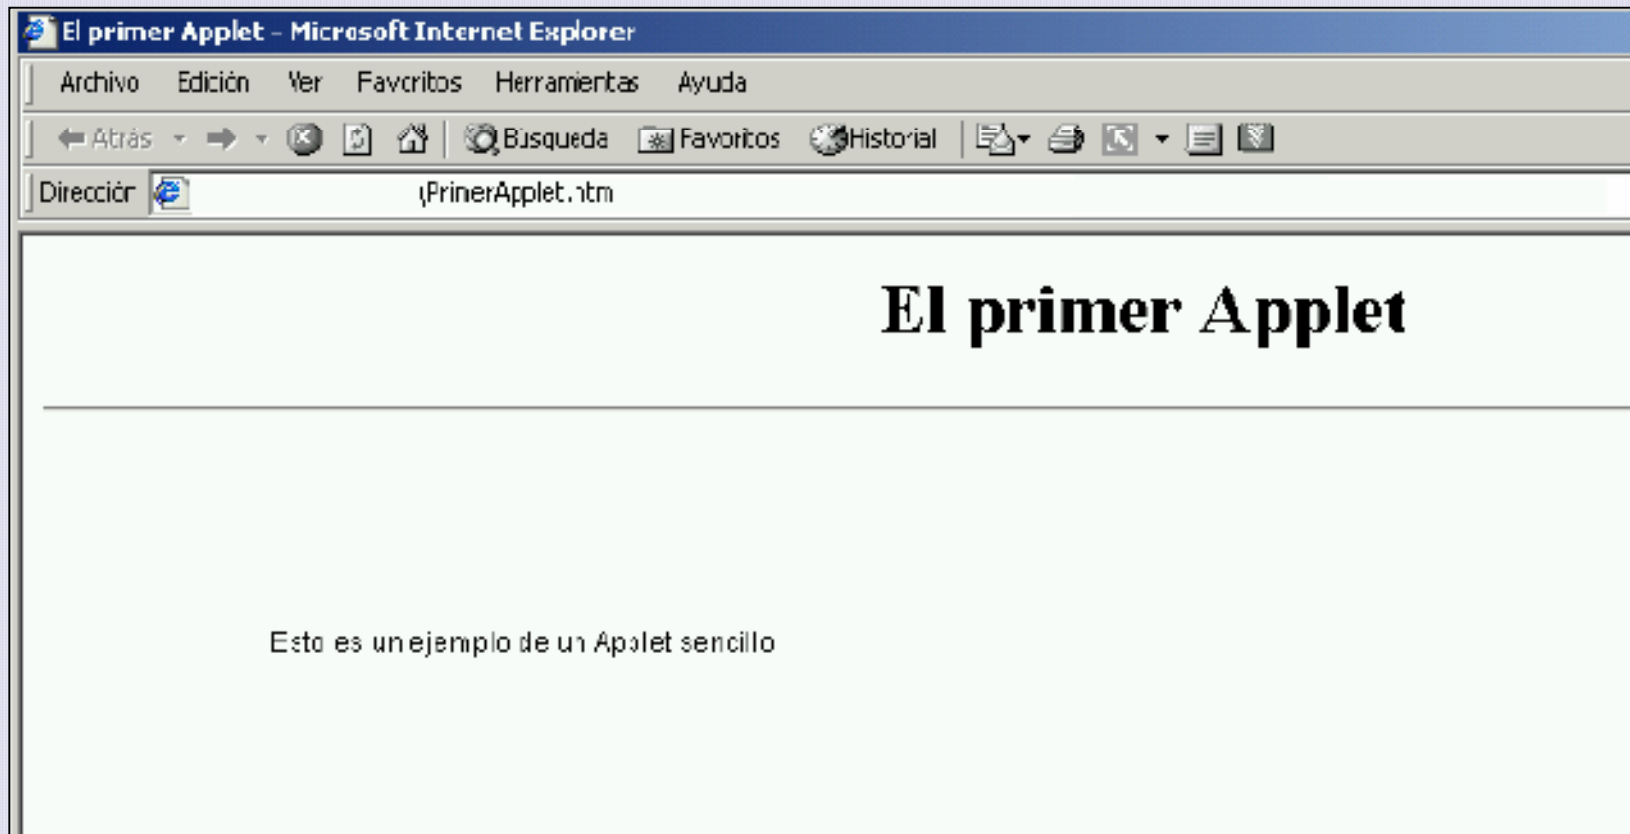 El primer Applet - Microsoft Internet Explorer
Archivo Edición Ver Favoritos Herramientas Ayuda
Atrás Búsqueda Favoritos Historial
Dirección \PrimerApplet.htm
El primer Applet
Esto es un ejemplo de un Applet sencillo